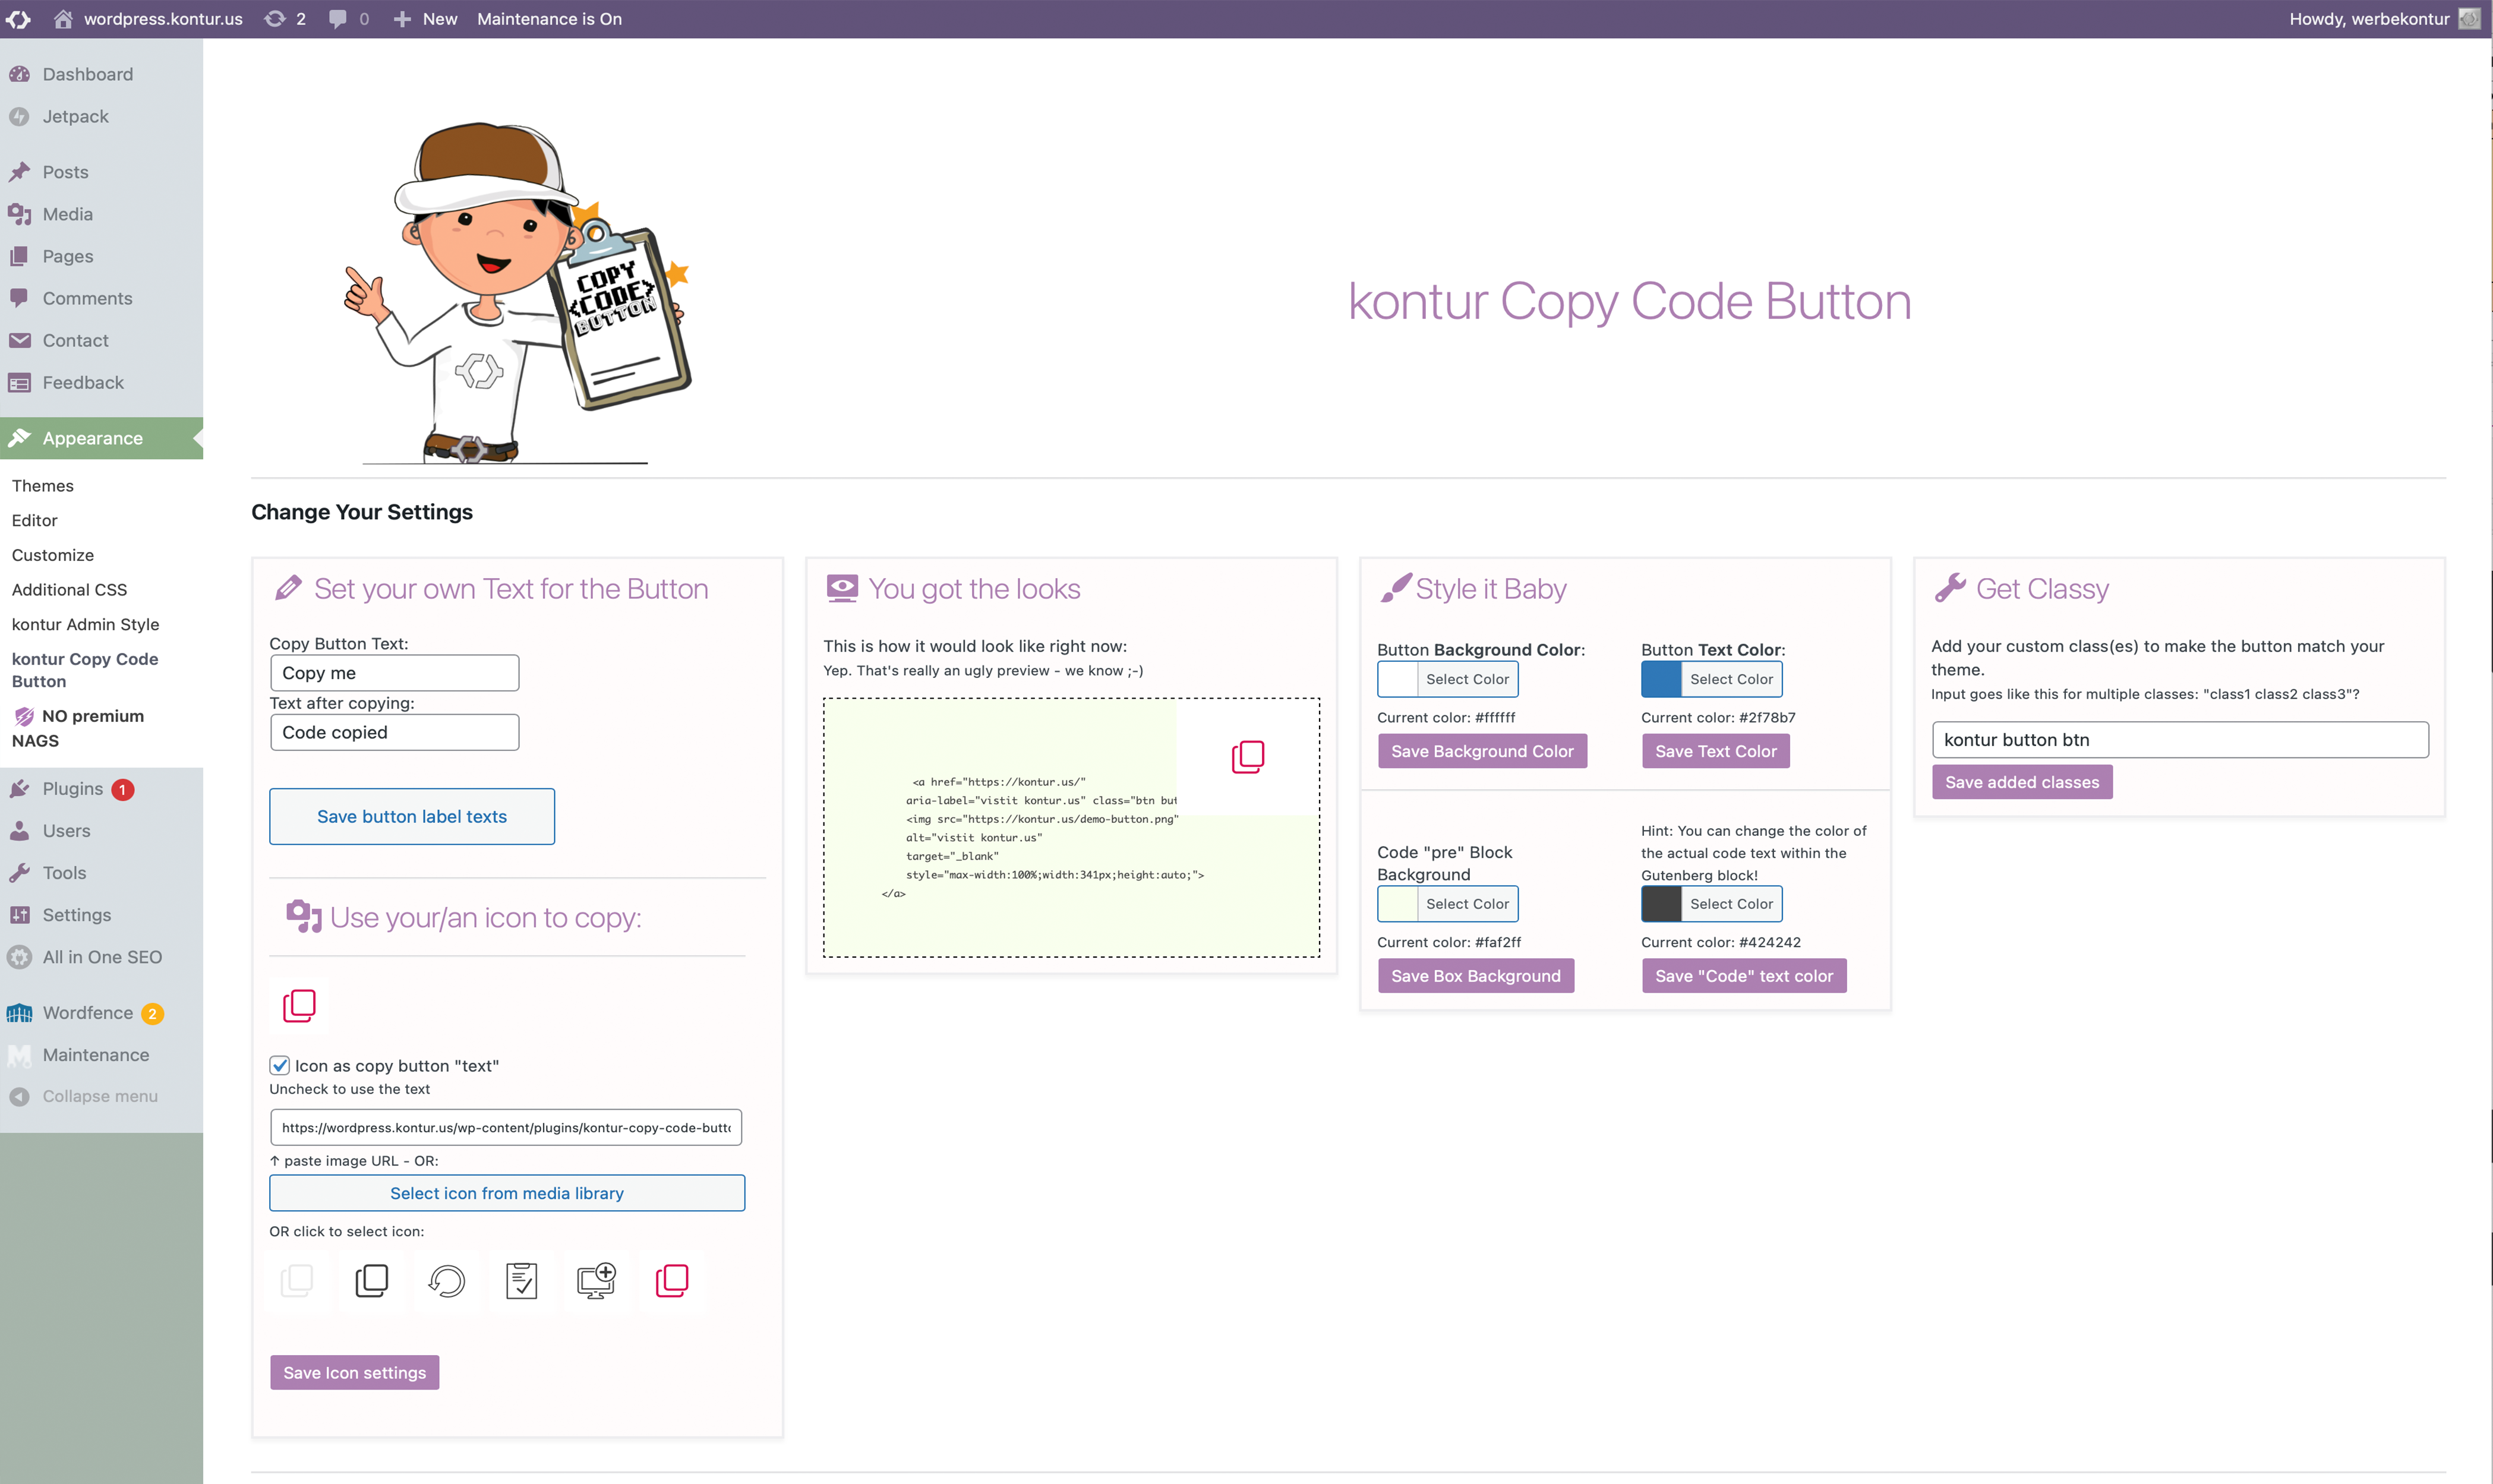 wordpress.kontur.us 2 0 New Maintenance is On Howdy, werbekontur
Dashboard
Jetpack
Posts
Media
Pages
Comments
Contact
Feedback
Appearance
Themes
Editor
Customize
Additional CSS
kontur Admin Style
kontur Copy Code
Button
NO premium
NAGS
Plugins 1
Users
Tools
Settings
All in One SEO
Wordfence 2
Maintenance
Collapse menu
COPY
<CODE>
BUTTON
kontur Copy Code Button
Change Your Settings
Set your own Text for the Button
Copy Button Text:
Copy me
Text after copying:
Code copied
Save button label texts
Use your/an icon to copy:
Icon as copy button "text"
Uncheck to use the text
https://wordpress.kontur.us/wp-content/plugins/kontur-copy-code-butto
↑ paste image URL - OR:
Select icon from media library
OR click to select icon:
Save Icon settings
You got the looks
This is how it would look like right now:
Yep. That's really an ugly preview - we know ;-)
<a href="https://kontur.us/"
aria-label="vistit kontur.us" class="btn but
<img src="https://kontur.us/demo-button.png"
alt="vistit kontur.us"
target="_blank"
style="max-width:100%;width:341px;height:auto;">
</a>
Style it Baby
Button Background Color:
Select Color
Current color: #ffffff
Save Background Color
Button Text Color:
Select Color
Current color: #2f78b7
Save Text Color
Code "pre" Block
Background
Select Color
Current color: #faf2ff
Save Box Background
Hint: You can change the color of
the actual code text within the
Gutenberg block!
Select Color
Current color: #424242
Save "Code" text color
Get Classy
Add your custom class(es) to make the button match your
theme.
Input goes like this for multiple classes: "class1 class2 class3"?
kontur button btn
Save added classes